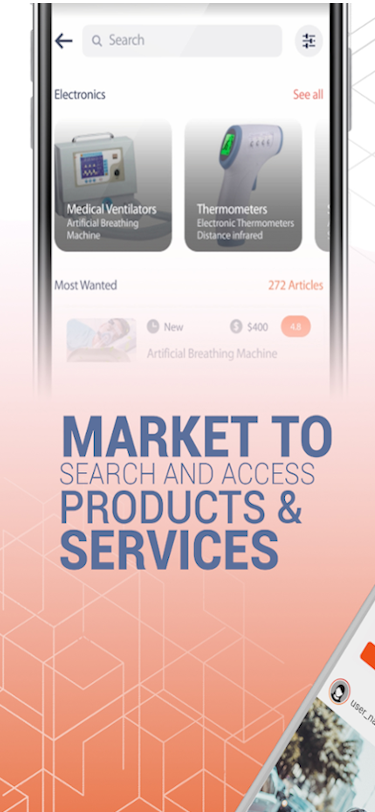 Search
Electronics See all
Medical Ventilators
Artificial Breathing
Machine
Thermometers
Electronic Thermometers
Distance infrared
Most Wanted 272 Articles
New $400 4.8
Artificial Breathing Machine
MARKET TO
SEARCH AND ACCESS
PRODUCTS &
SERVICES